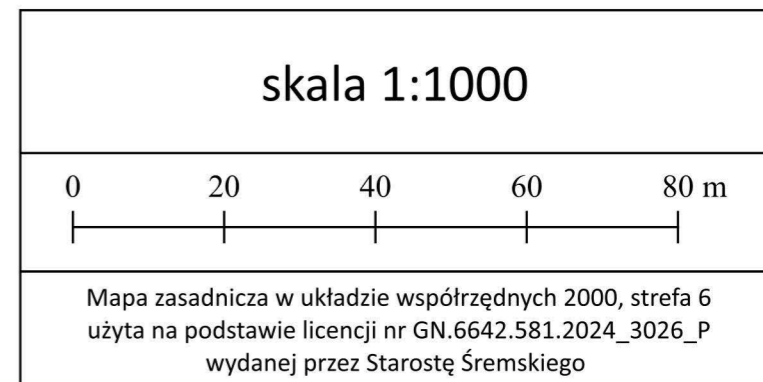 skala 1:1000
0 20 40 60 80 m
Mapa zasadnicza w układzie współrzędnych 2000, strefa 6
użyta na podstawie licencji nr GN.6642.581.2024_3026_P
wydanej przez Starostę Śremskiego